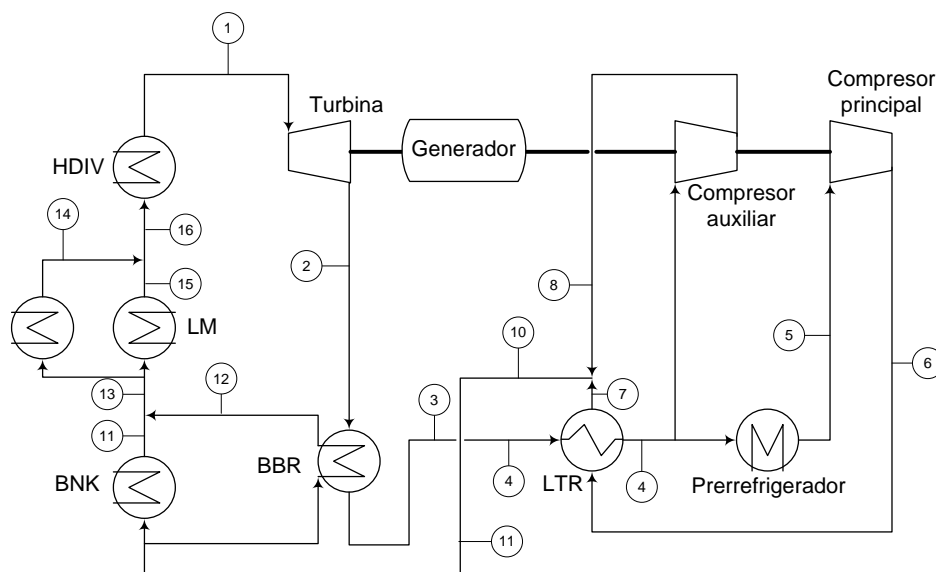 1
Turbina
Generador
Compresor
principal
HDIV
Compresor
auxiliar
14
16
2
8
15
LM
10
5
6
12
13
3
7
11
BBR
BNK
4
LTR
4
Prerrefrigerador
11